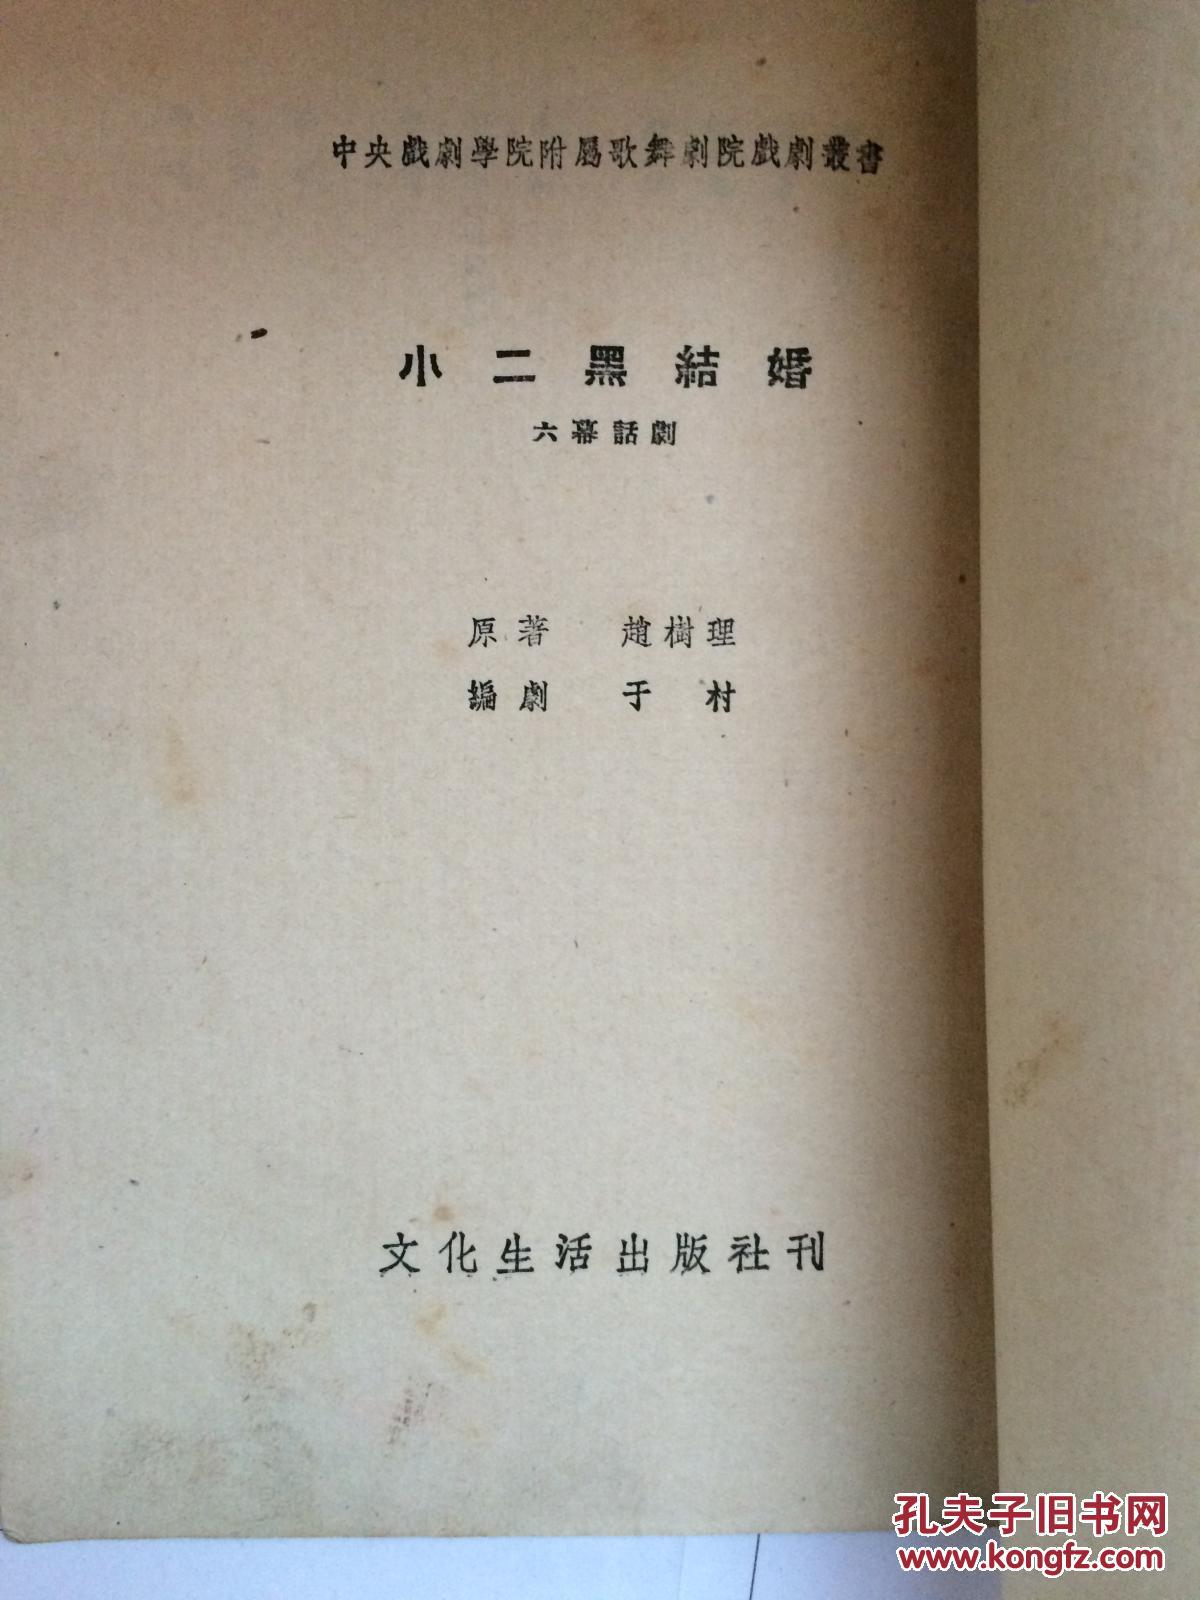 中央戲劇學院附屬歌舞劇院戲劇叢書
小二黑結婚
六幕話劇
原著 趙樹理
編劇 于村
文化生活出版社刊
孔夫子旧书网
www.kongfz.com